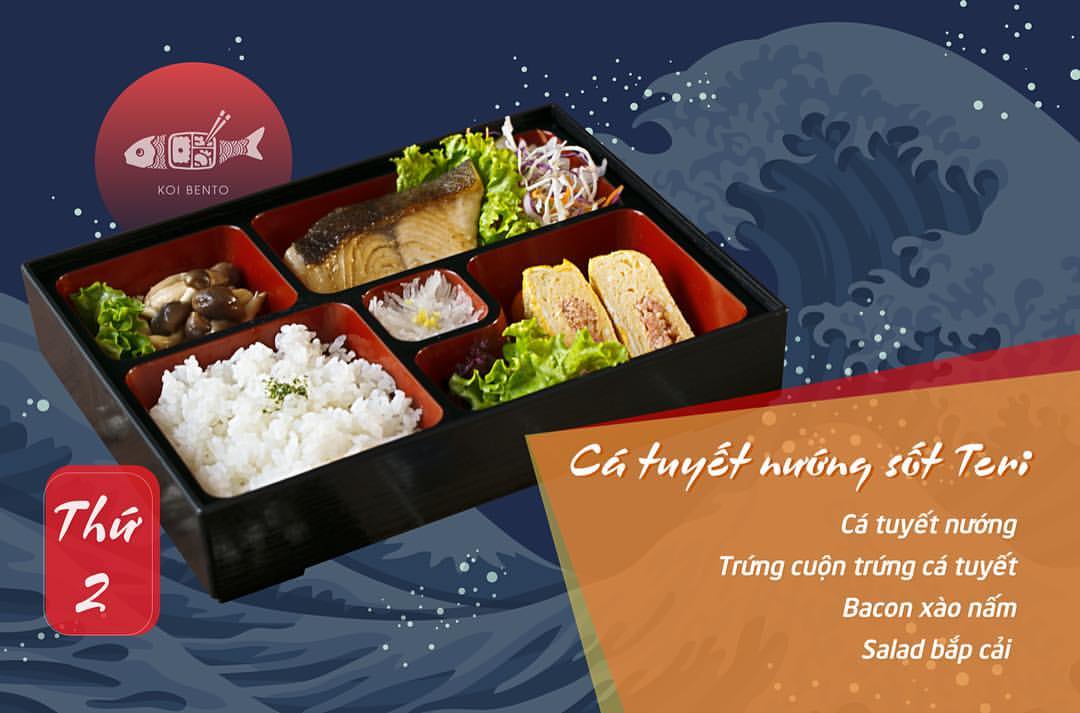 KOI BENTO
Cá tuyết nướng sốt Teri
Cá tuyết nướng
Trứng cuộn trứng cá tuyết
Bacon xào nấm
Salad bắp cải
Thứ
2